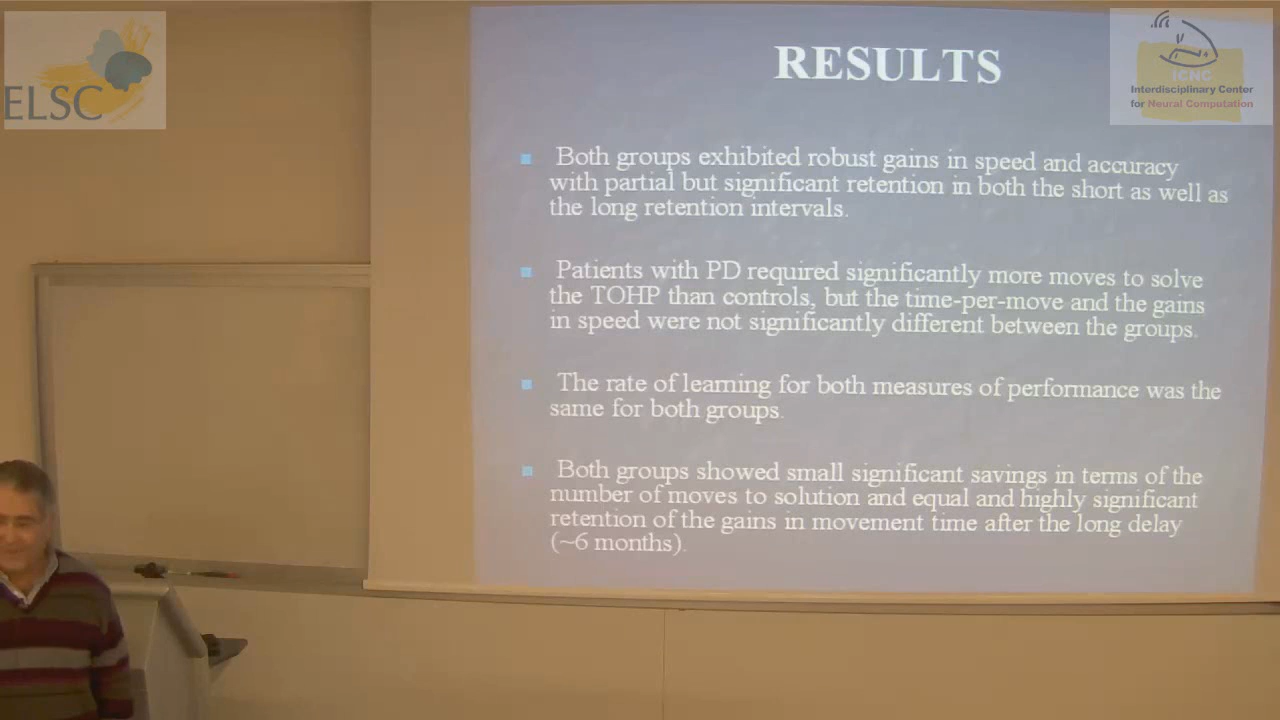 ELSC
ICNC
Interdisciplinary Center
for Neural Computation
RESULTS
Both groups exhibited robust gains in speed and accuracy
with partial but significant retention in both the short as well as
the long retention intervals.
Patients with PD required significantly more moves to solve
the TOHP than controls, but the time-per-move and the gains
in speed were not significantly different between the groups.
The rate of learning for both measures of performance was the
same for both groups.
Both groups showed small significant savings in terms of the
number of moves to solution and equal and highly significant
retention of the gains in movement time after the long delay
(~6 months).